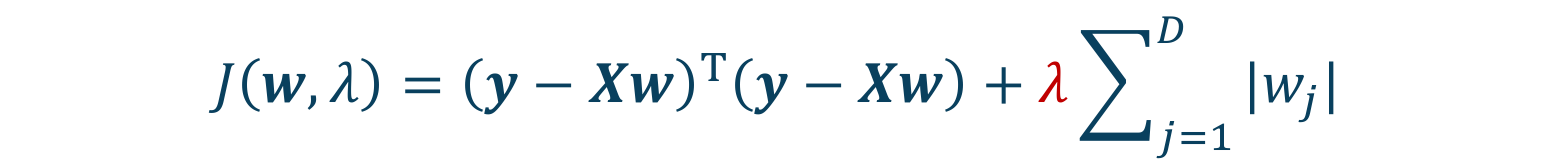 J(w, λ) = (y − Xw)ᵀ(y − Xw) + λ ∑_{j=1}^{D} |w_j|